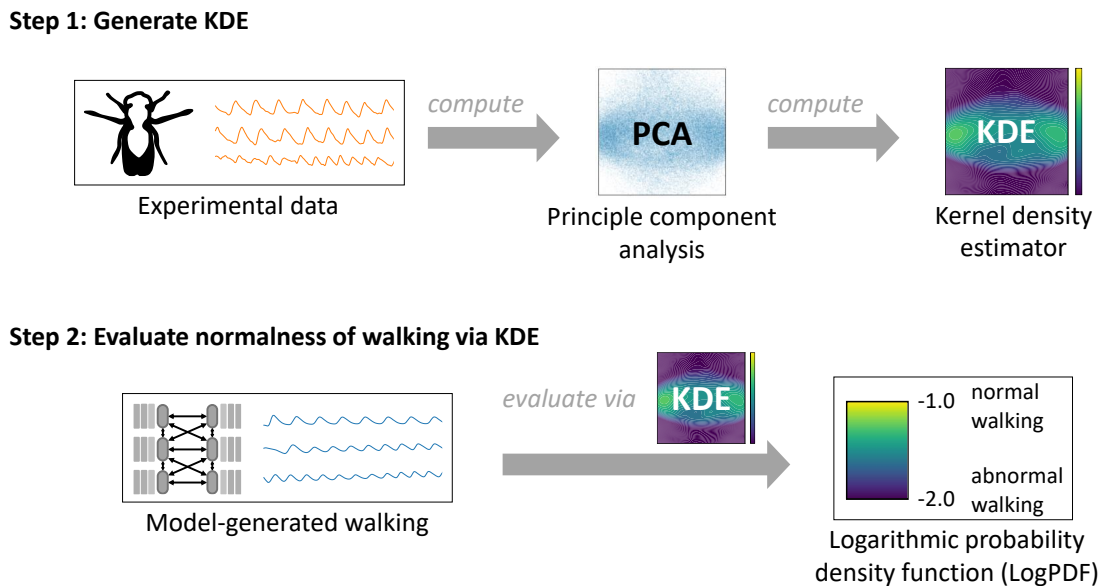 Step 1: Generate KDE
compute
compute
PCA
KDE
Experimental data
Principle component
analysis
Kernel density
estimator
Step 2: Evaluate normalness of walking via KDE
evaluate via
KDE
-1.0
normal
walking
-2.0
abnormal
walking
Model-generated walking
Logarithmic probability
density function (LogPDF)